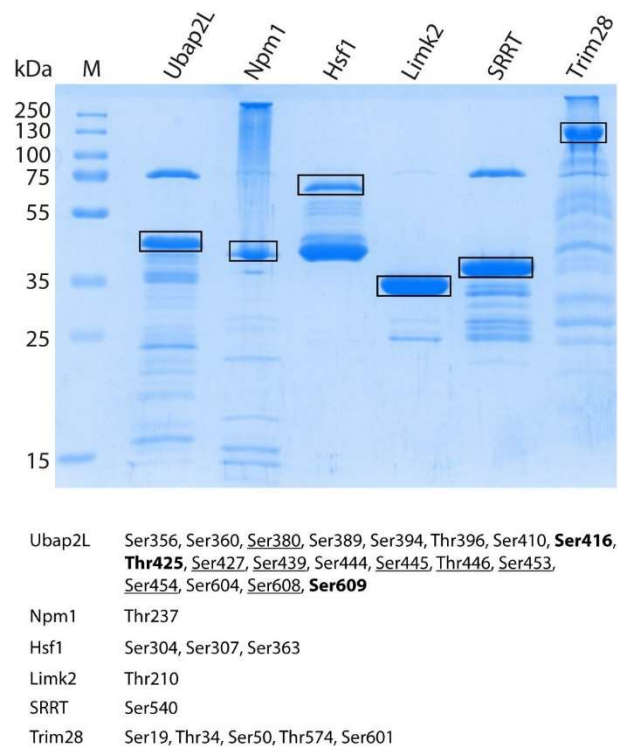 kDa M Ubap2L Npm1 Hsf1 Limk2 SRRT Trim28
250
130
100
75
55
35
25
15
Ubap2L Ser356, Ser360, Ser380, Ser389, Ser394, Thr396, Ser410, Ser416,
Thr425, Ser427, Ser439, Ser444, Ser445, Thr446, Ser453,
Ser454, Ser604, Ser608, Ser609
Npm1 Thr237
Hsf1 Ser304, Ser307, Ser363
Limk2 Thr210
SRRT Ser540
Trim28 Ser19, Thr34, Ser50, Thr574, Ser601